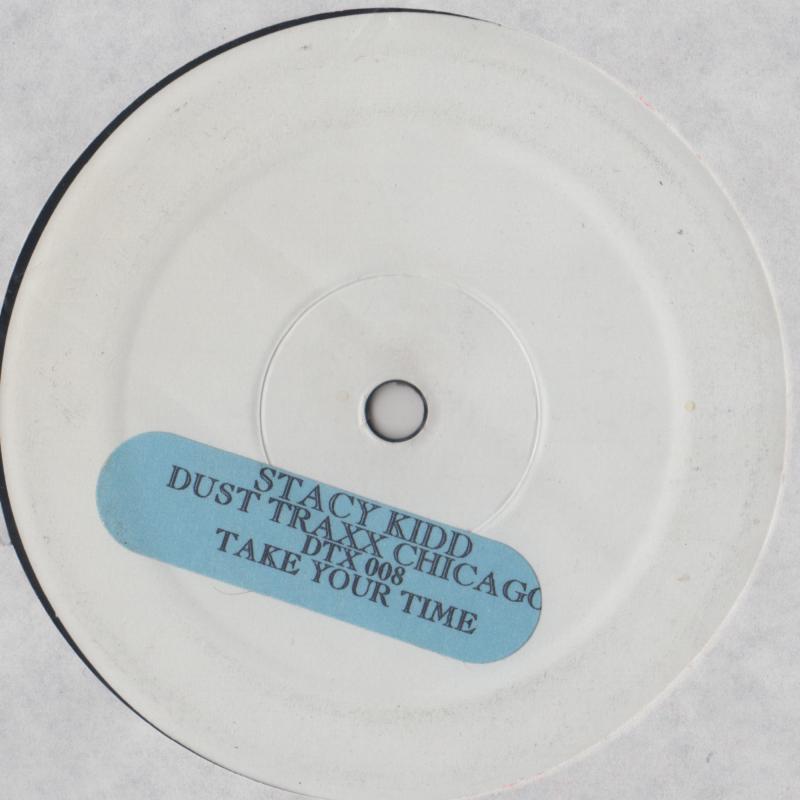 STACY KIDD
DUST TRAXX CHICAGO
DTX 008
TAKE YOUR TIME